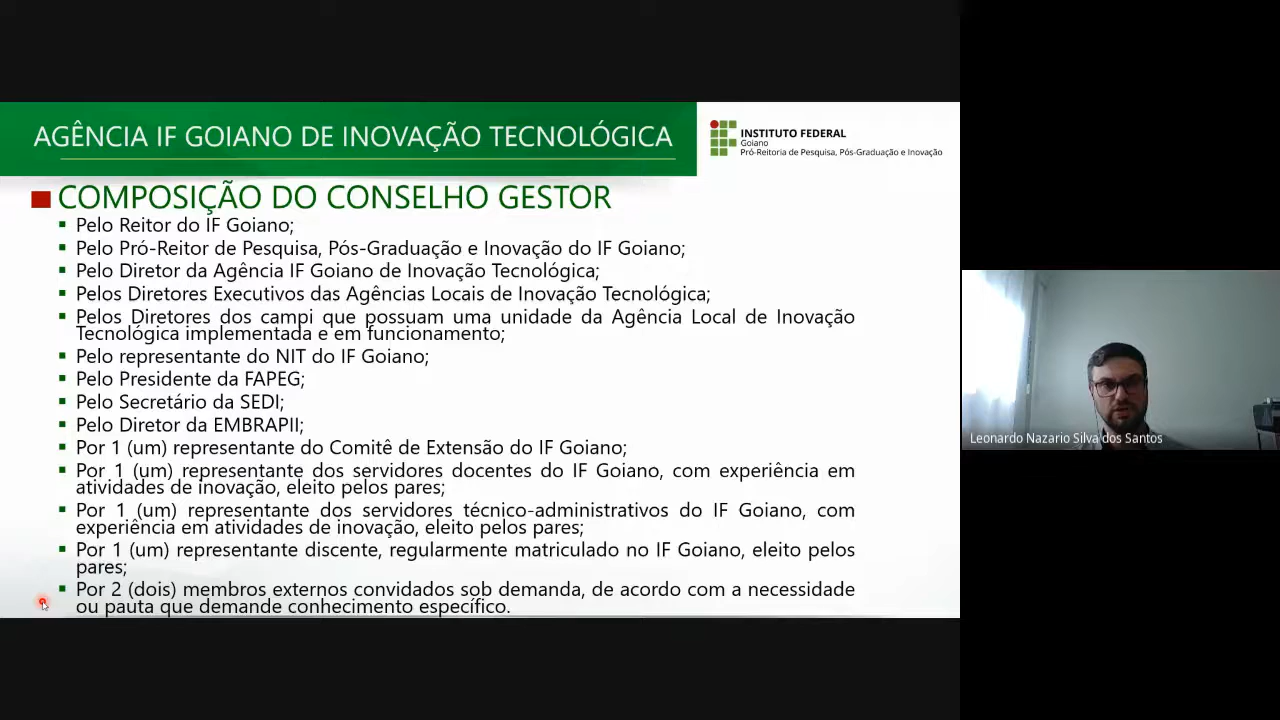 AGÊNCIA IF GOIANO DE INOVAÇÃO TECNOLÓGICA
INSTITUTO FEDERAL
Goiano
Pró-Reitoria de Pesquisa, Pós-Graduação e Inovação
COMPOSIÇÃO DO CONSELHO GESTOR
Pelo Reitor do IF Goiano;
Pelo Pró-Reitor de Pesquisa, Pós-Graduação e Inovação do IF Goiano;
Pelo Diretor da Agência IF Goiano de Inovação Tecnológica;
Pelos Diretores Executivos das Agências Locais de Inovação Tecnológica;
Pelos Diretores dos campi que possuam uma unidade da Agência Local de Inovação
Tecnológica implementada e em funcionamento;
Pelo representante do NIT do IF Goiano;
Pelo Presidente da FAPEG;
Pelo Secretário da SEDI;
Pelo Diretor da EMBRAPII;
Por 1 (um) representante do Comitê de Extensão do IF Goiano;
Por 1 (um) representante dos servidores docentes do IF Goiano, com experiência em
atividades de inovação, eleito pelos pares;
Por 1 (um) representante dos servidores técnico-administrativos do IF Goiano, com
experiência em atividades de inovação, eleito pelos pares;
Por 1 (um) representante discente, regularmente matriculado no IF Goiano, eleito pelos
pares;
Por 2 (dois) membros externos convidados sob demanda, de acordo com a necessidade
ou pauta que demande conhecimento específico.
Leonardo Nazario Silva dos Santos